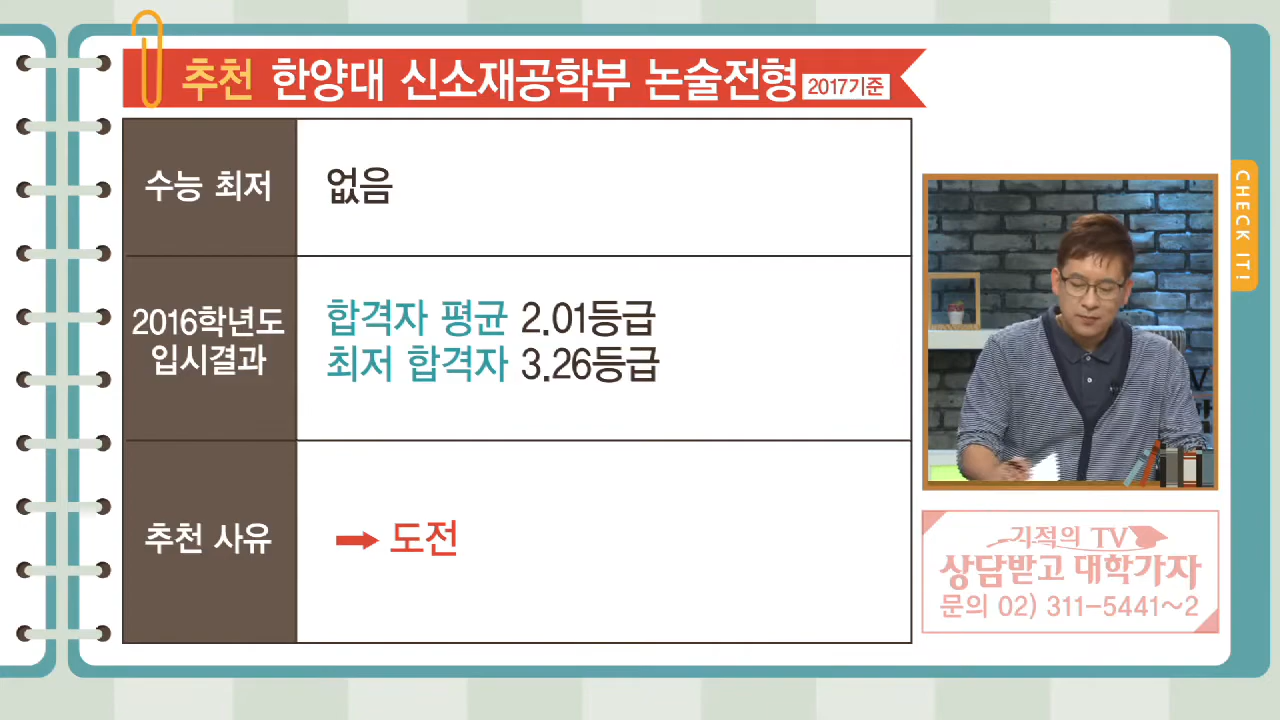 추천 한양대 신소재공학부 논술전형 2017기준
수능 최저
없음
2016학년도
입시결과
합격자 평균 2.01등급
최저 합격자 3.26등급
추천 사유
➡ 도전
CHECK IT!
기적의 TV
상담받고 대학가자
문의 02) 311-5441~2